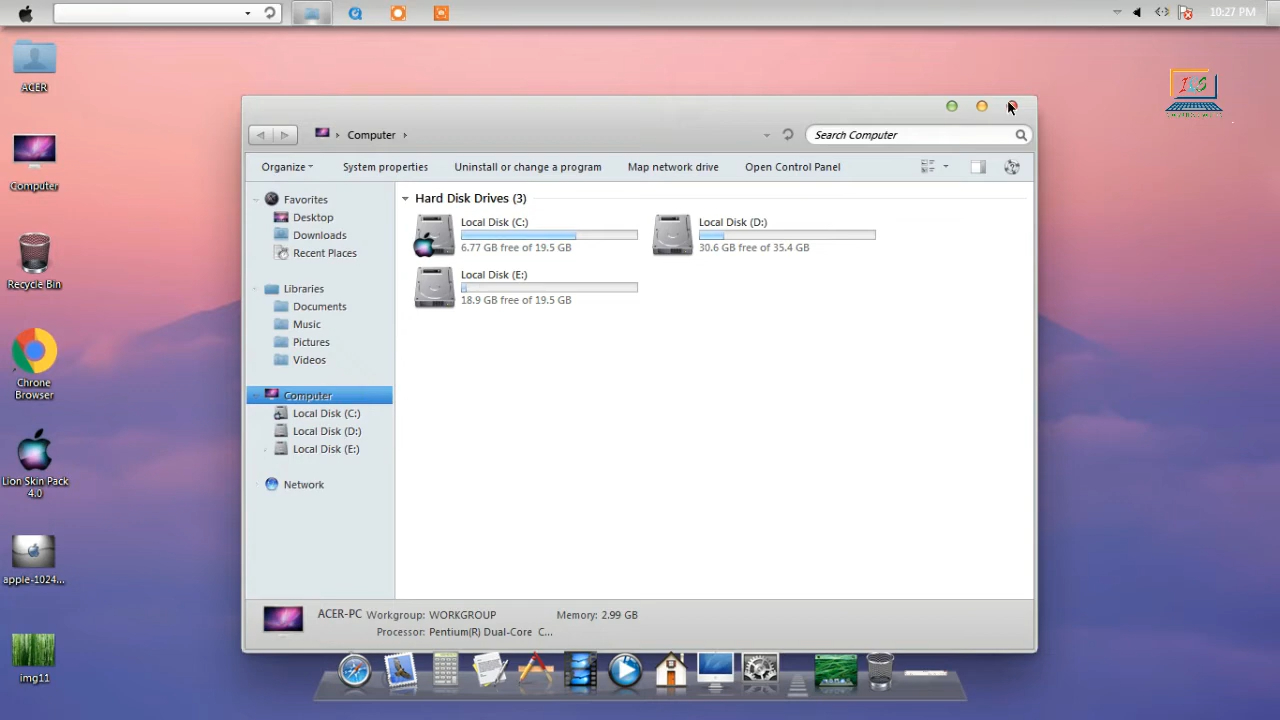 10:27 PM
ACER
Computer
Recycle Bin
Chrone
Browser
Lion Skin Pack
4.0
apple-1024...
img11
ILS
Computer
Search Computer
Organize
System properties
Uninstall or change a program
Map network drive
Open Control Panel
Favorites
Desktop
Downloads
Recent Places
Libraries
Documents
Music
Pictures
Videos
Computer
Local Disk (C:)
Local Disk (D:)
Local Disk (E:)
Network
Hard Disk Drives (3)
Local Disk (C:)
6.77 GB free of 19.5 GB
Local Disk (D:)
30.6 GB free of 35.4 GB
Local Disk (E:)
18.9 GB free of 19.5 GB
ACER-PC Workgroup: WORKGROUP Memory: 2.99 GB
Processor: Pentium(R) Dual-Core C...